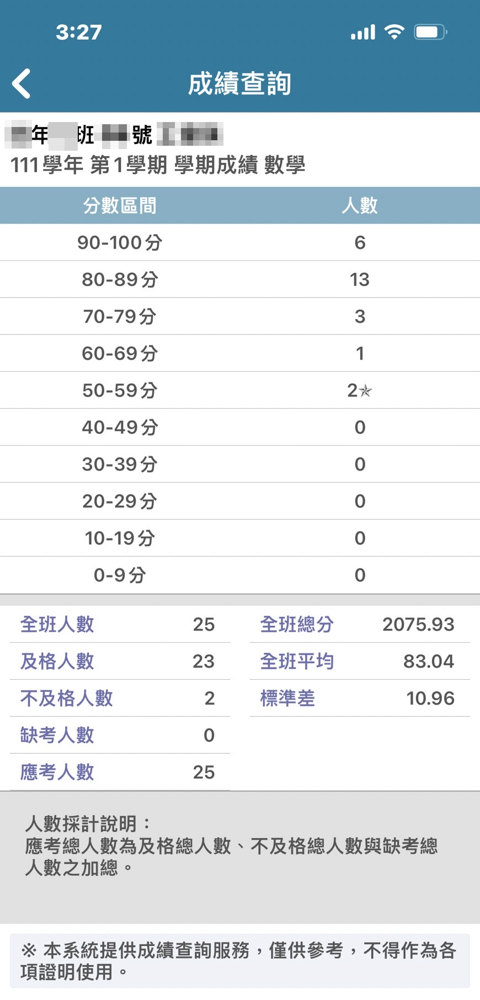 3:27
成績查詢
年 班 號
111學年 第1學期 學期成績 數學
分數區間 人數
90-100分 6
80-89分 13
70-79分 3
60-69分 1
50-59分 2✯
40-49分 0
30-39分 0
20-29分 0
10-19分 0
0-9分 0
全班人數 25 全班總分 2075.93
及格人數 23 全班平均 83.04
不及格人數 2 標準差 10.96
缺考人數 0
應考人數 25
人數採計說明：
應考總人數為及格總人數、不及格總人數與缺考總
人數之加總。
※ 本系統提供成績查詢服務，僅供參考，不得作為各
項證明使用。